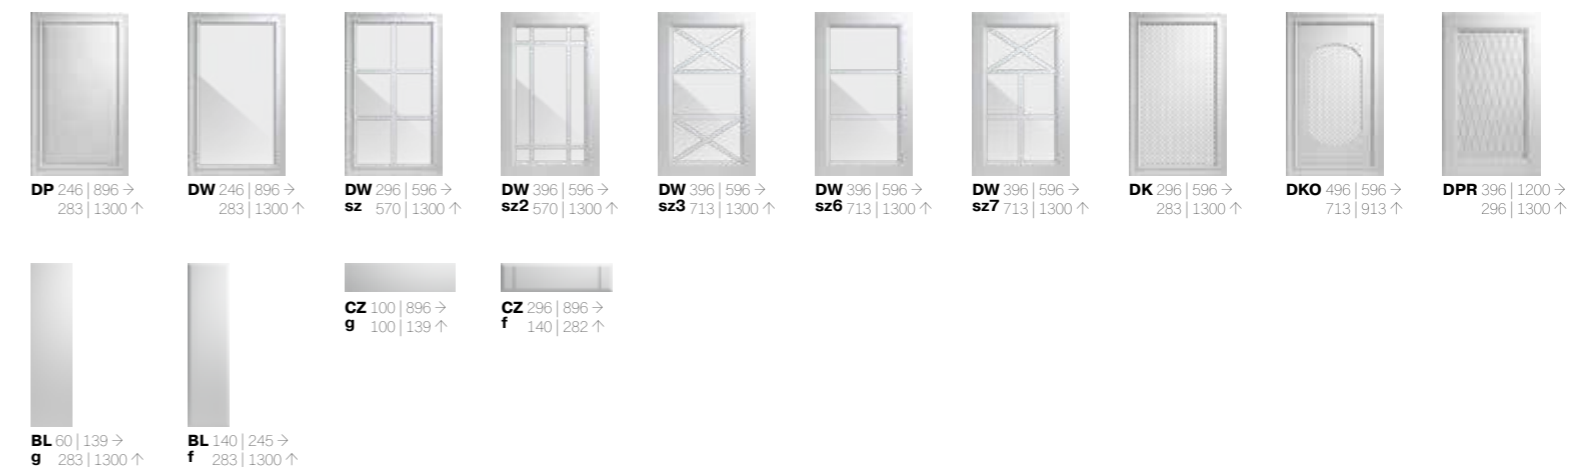 DP 246 | 896 →
283 | 1300 ↑
DW 246 | 896 →
283 | 1300 ↑
DW 296 | 596 →
sz 570 | 1300 ↑
DW 396 | 596 →
sz2 570 | 1300 ↑
DW 396 | 596 →
sz3 713 | 1300 ↑
DW 396 | 596 →
sz6 713 | 1300 ↑
DW 396 | 596 →
sz7 713 | 1300 ↑
DK 296 | 596 →
283 | 1300 ↑
DKO 496 | 596 →
713 | 913 ↑
DPR 396 | 1200 →
296 | 1300 ↑
BL 60 | 139 →
g 283 | 1300 ↑
BL 140 | 245 →
f 283 | 1300 ↑
CZ 100 | 896 →
g 100 | 139 ↑
CZ 296 | 896 →
f 140 | 282 ↑